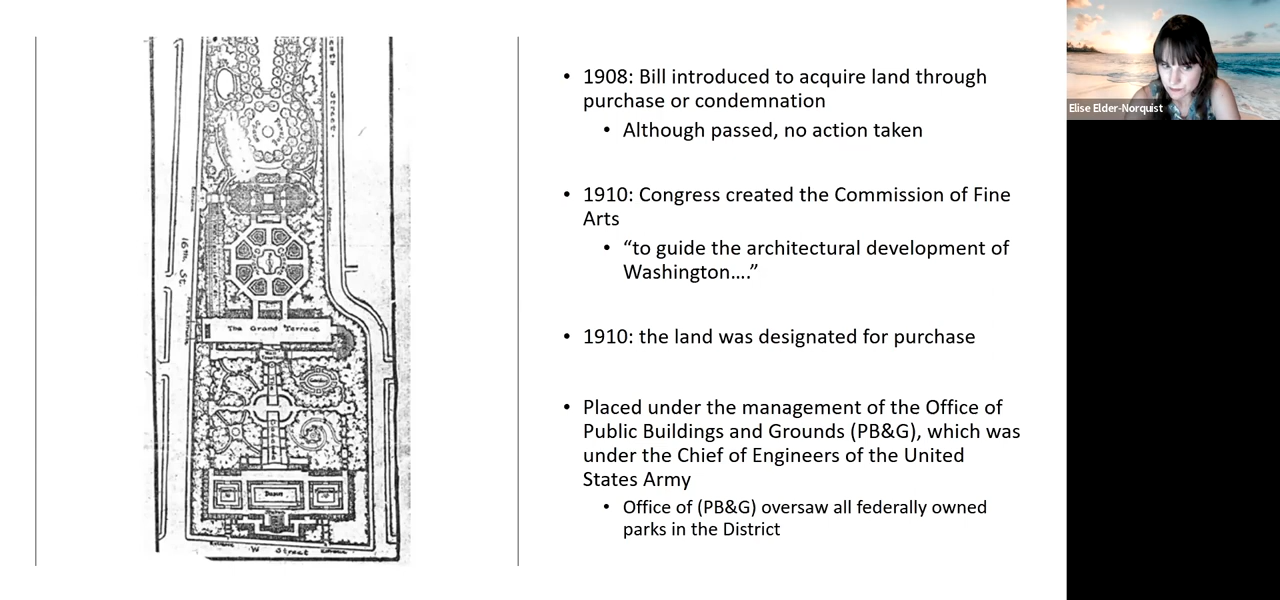 16th St.
The Grand Terrace
Basin
W Street
• 1908: Bill introduced to acquire land through
purchase or condemnation
• Although passed, no action taken
• 1910: Congress created the Commission of Fine
Arts
• “to guide the architectural development of
Washington....”
• 1910: the land was designated for purchase
• Placed under the management of the Office of
Public Buildings and Grounds (PB&G), which was
under the Chief of Engineers of the United
States Army
• Office of (PB&G) oversaw all federally owned
parks in the District
Elise Elder-Norquist